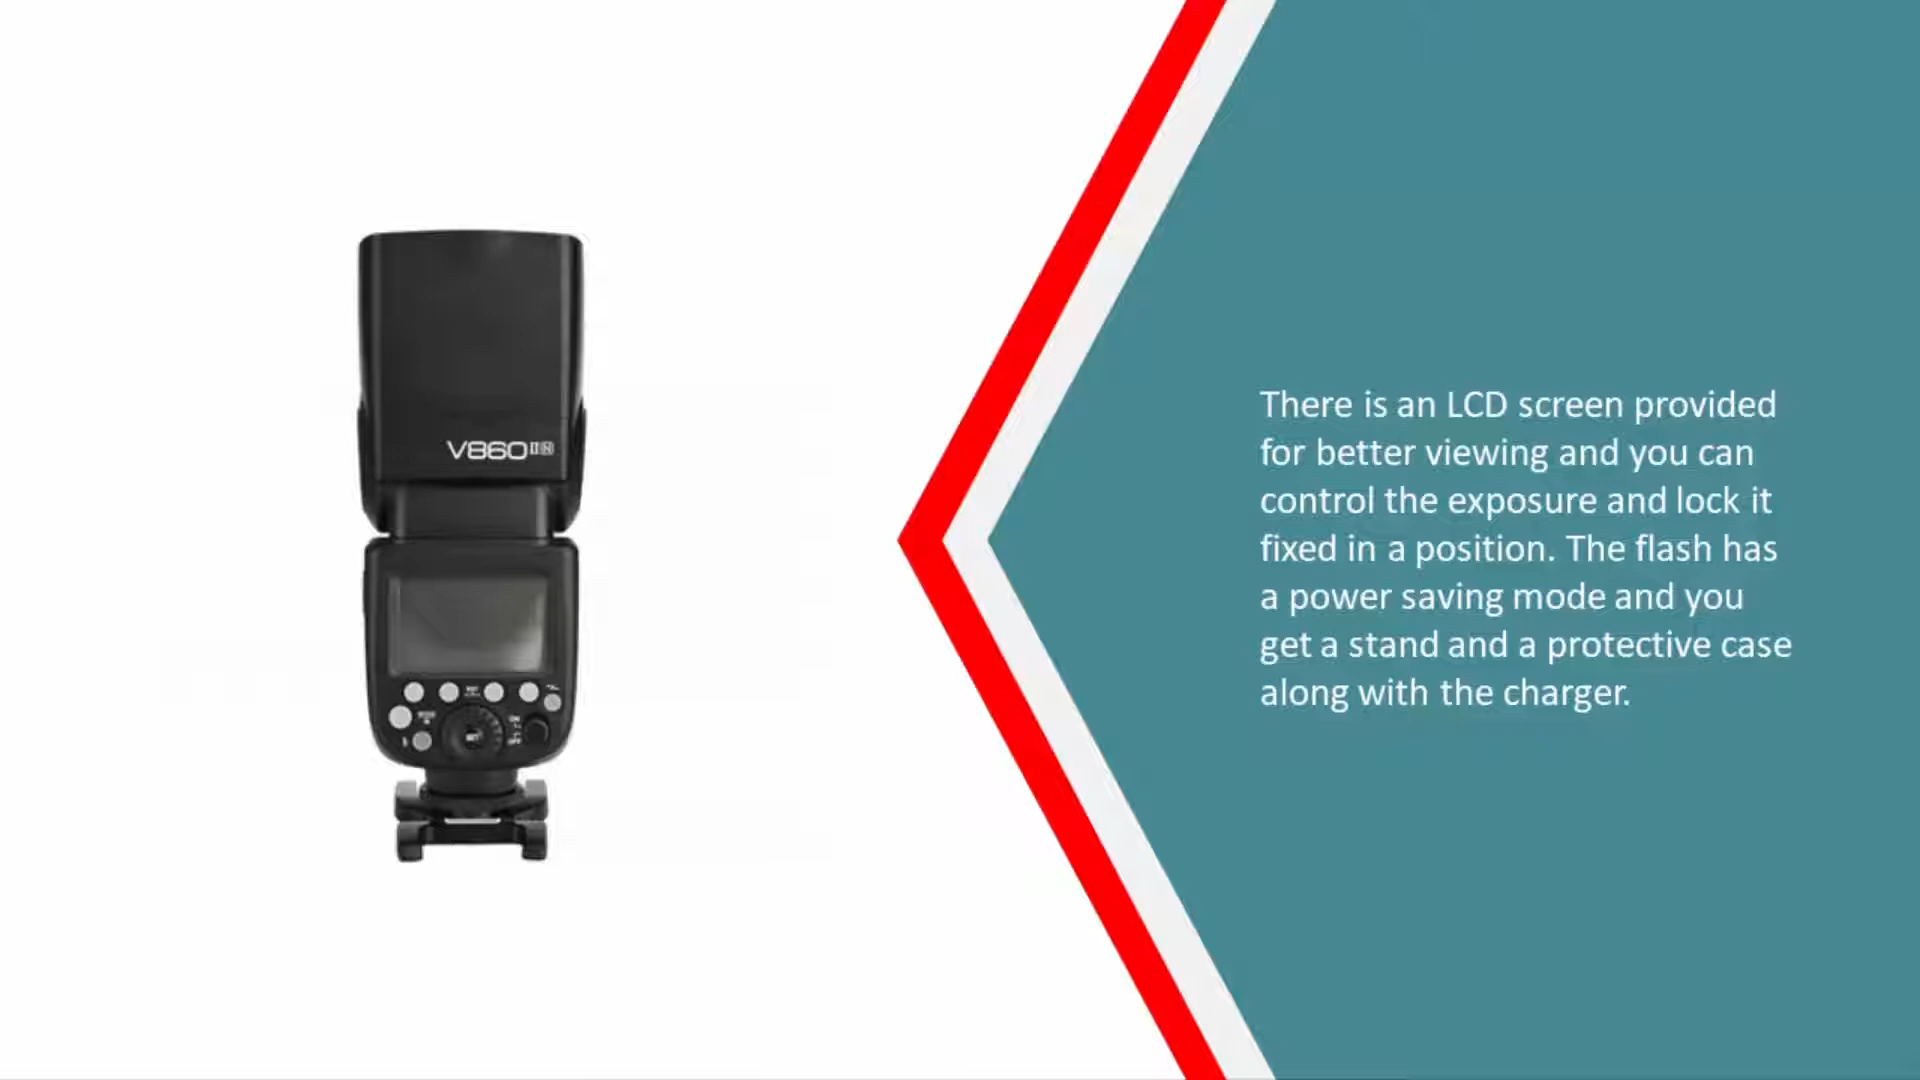 V860IIN
There is an LCD screen provided
for better viewing and you can
control the exposure and lock it
fixed in a position. The flash has
a power saving mode and you
get a stand and a protective case
along with the charger.